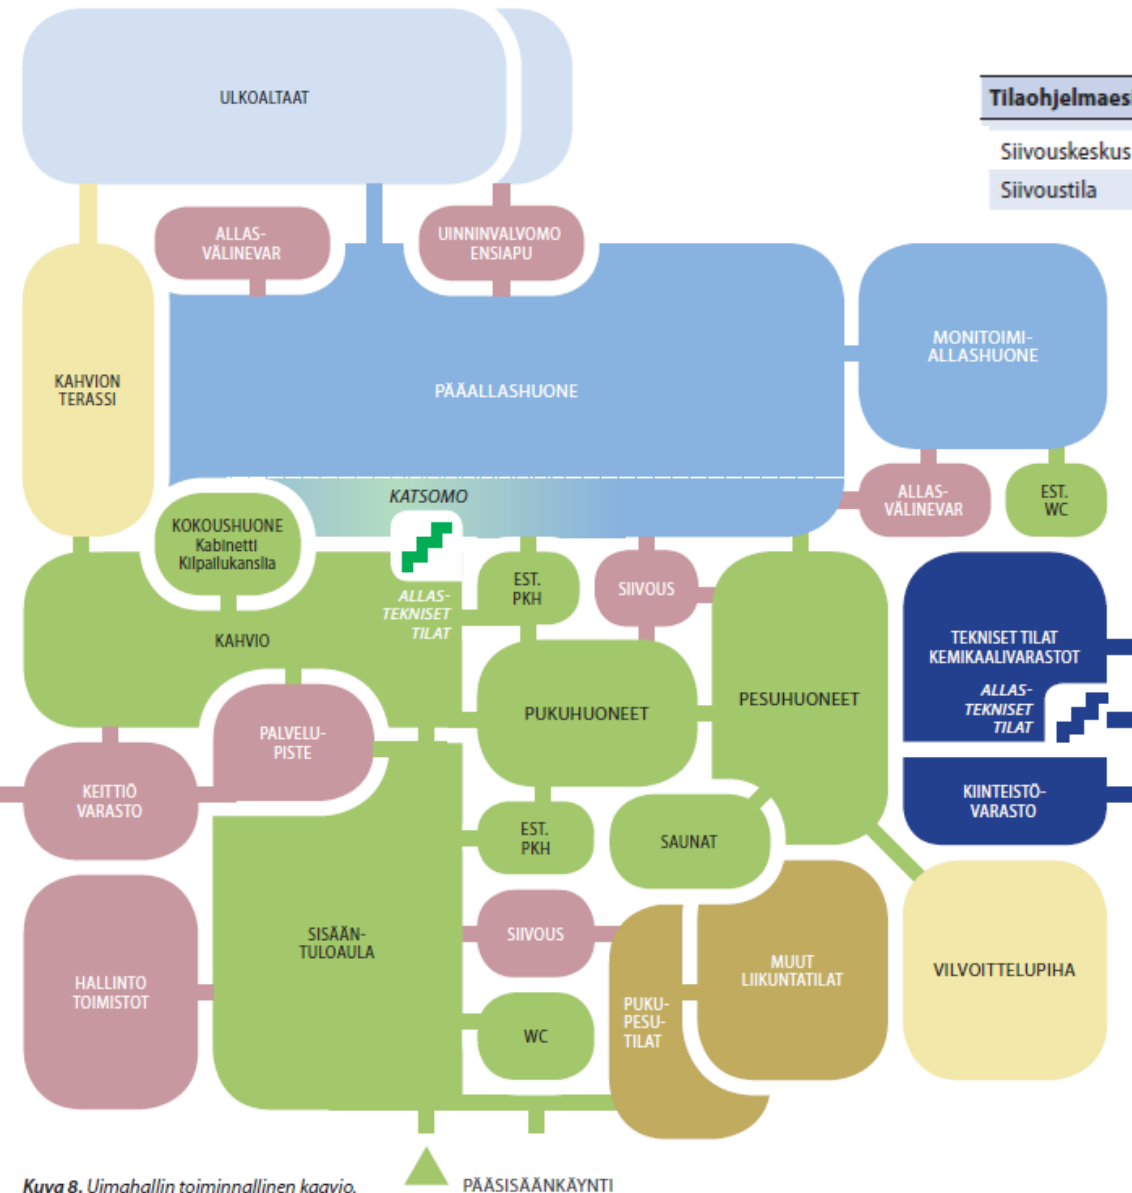 ULKOALTAAT
Tilaohjelmaes
Siivouskeskus
Siivoustila
ALLAS-
VÄLINEVAR
UINNINVALVOMO
ENSIAPU
KAHVION
TERASSI
PÄÄALLASHUONE
MONITOIMI-
ALLASHUONE
KATSOMO
ALLAS-
VÄLINEVAR
EST.
WC
KOKOUSHUONE
Kabinetti
Kilpailukanslia
ALLAS-
TEKNISET
TILAT
EST.
PKH
SIIVOUS
KAHVIO
TEKNISET TILAT
KEMIKAALIVARASTOT
ALLAS-
TEKNISET
TILAT
PUKUHUONEET
PESUHUONEET
PALVELU-
PISTE
KEITTIÖ
VARASTO
KIINTEISTÖ-
VARASTO
EST.
PKH
SAUNAT
SISÄÄN-
TULOAULA
SIIVOUS
HALLINTO
TOIMISTOT
MUUT
LIIKUNTATILAT
VILVOITTELUPIHA
PUKU-
PESU-
TILAT
WC
Kuva 8. Uimahallin toiminnallinen kaavio.
PÄÄSISÄÄNKÄYNTI